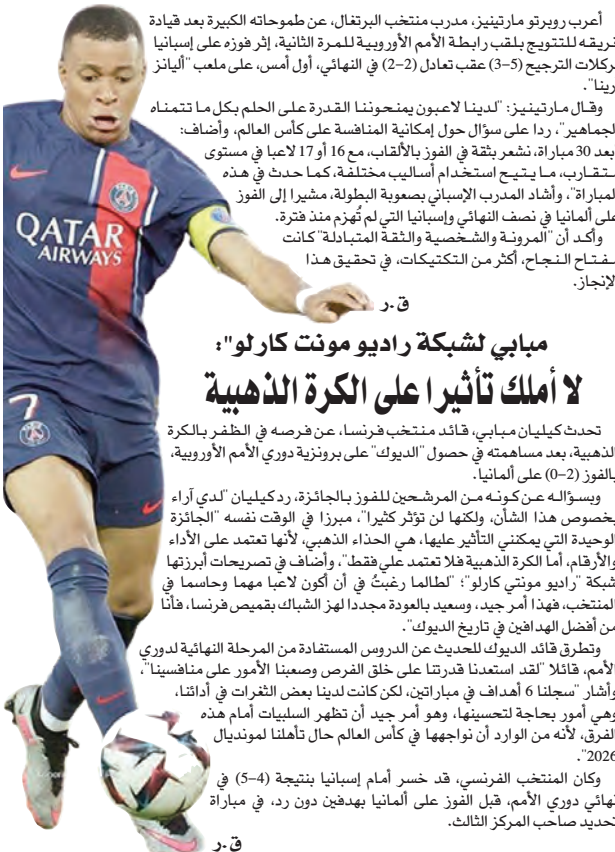 أعرب روبرتو مارتينيز، مدرب منتخب البرتغال، عن طموحاته الكبيرة بعد قيادة
فريقه للتتويج بلقب رابطة الأمم الأوروبية للمرة الثانية، إثر فوزه على إسبانيا
بركلات الترجيح (5–3) عقب تعادل (2–2) في النهائي، أول أمس، على ملعب "أليانز
رينا".
وقال مارتينيز: "لدينا لاعبون يمنحوننا القدرة على الحلم بكل ما تتمناه
الجماهير"، ردا على سؤال حول إمكانية المنافسة على كأس العالم، وأضاف:
بعد 30 مباراة، نشعر بثقة في الفوز بالألقاب، مع 16 أو 17 لاعبا في مستوى
متقارب، ما يتيح استخدام أساليب مختلفة، كما حدث في هذه
المباراة"، وأشاد المدرب الإسباني بصعوبة البطولة، مشيرا إلى الفوز
على ألمانيا في نصف النهائي وإسبانيا التي لم تُهزم منذ فترة.
وأكد أن "المرونة والشخصية والثقة المتبادلة" كانت
مفتاح النجاح، أكثر من التكتيكات، في تحقيق هذا
الإنجاز.
ق.ر
QATAR
AIRWAYS
7
مبابي لشبكة راديو مونت كارلو":
لا أملك تأثيرا على الكرة الذهبية
تحدث كيليان مبابي، قائد منتخب فرنسا، عن فرصه في الظفر بالكرة
الذهبية، بعد مساهمته في حصول "الديوك" على برونزية دوري الأمم الأوروبية،
بالفوز (2–0) على ألمانيا.
وبسؤاله عن كونه من المرشحين للفوز بالجائزة، رد كيليان "لدي آراء
بخصوص هذا الشأن، ولكنها لن تؤثر كثيرا"، مبرزا في الوقت نفسه "الجائزة
الوحيدة التي يمكنني التأثير عليها، هي الحذاء الذهبي، لأنها تعتمد على الأداء
والأرقام، أما الكرة الذهبية فلا تعتمد علي فقط"، وأضاف في تصريحات أبرزتها
شبكة "راديو مونتي كارلو"؛ "لطالما رغبتُ في أن أكون لاعبا مهما وحاسما في
المنتخب، فهذا أمر جيد، وسعيد بالعودة مجددا لهز الشباك بقميص فرنسا، فأنا
من أفضل الهدافين في تاريخ الديوك".
وتطرق قائد الديوك للحديث عن الدروس المستفادة من المرحلة النهائية لدوري
الأمم، قائلا "لقد استعدنا قدرتنا على خلق الفرص وصعبنا الأمور على منافسينا"،
وأشار "سجلنا 6 أهداف في مباراتين، لكن كانت لدينا بعض الثغرات في أدائنا،
وهي أمور بحاجة لتحسينها، وهو أمر جيد أن تظهر السلبيات أمام هذه
الفرق، لأنه من الوارد أن نواجهها في كأس العالم حال تأهلنا لمونديال
2026".
وكان المنتخب الفرنسي، قد خسر أمام إسبانيا بنتيجة (4–5) في
نهائي دوري الأمم، قبل الفوز على ألمانيا بهدفين دون رد، في مباراة
تحديد صاحب المركز الثالث.
ق.ر